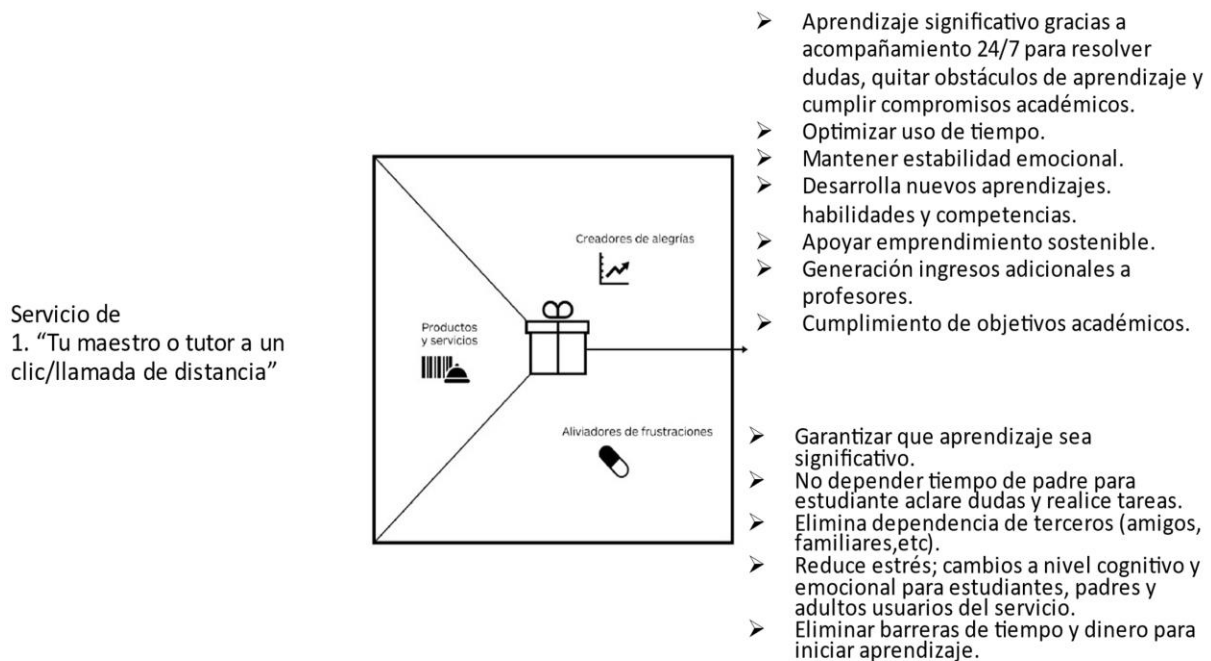 ➤ Aprendizaje significativo gracias a
acompañamiento 24/7 para resolver
dudas, quitar obstáculos de aprendizaje y
cumplir compromisos académicos.
➤ Optimizar uso de tiempo.
➤ Mantener estabilidad emocional.
➤ Desarrolla nuevos aprendizajes.
habilidades y competencias.
➤ Apoyar emprendimiento sostenible.
➤ Generación ingresos adicionales a
profesores.
➤ Cumplimiento de objetivos académicos.
Creadores de alegrías
Servicio de
1. “Tu maestro o tutor a un
clic/llamada de distancia”
Productos
y servicios
Aliviadores de frustraciones
➤ Garantizar que aprendizaje sea
significativo.
➤ No depender tiempo de padre para
estudiante aclare dudas y realice tareas.
➤ Elimina dependencia de terceros (amigos,
familiares,etc).
➤ Reduce estrés; cambios a nivel cognitivo y
emocional para estudiantes, padres y
adultos usuarios del servicio.
➤ Eliminar barreras de tiempo y dinero para
iniciar aprendizaje.